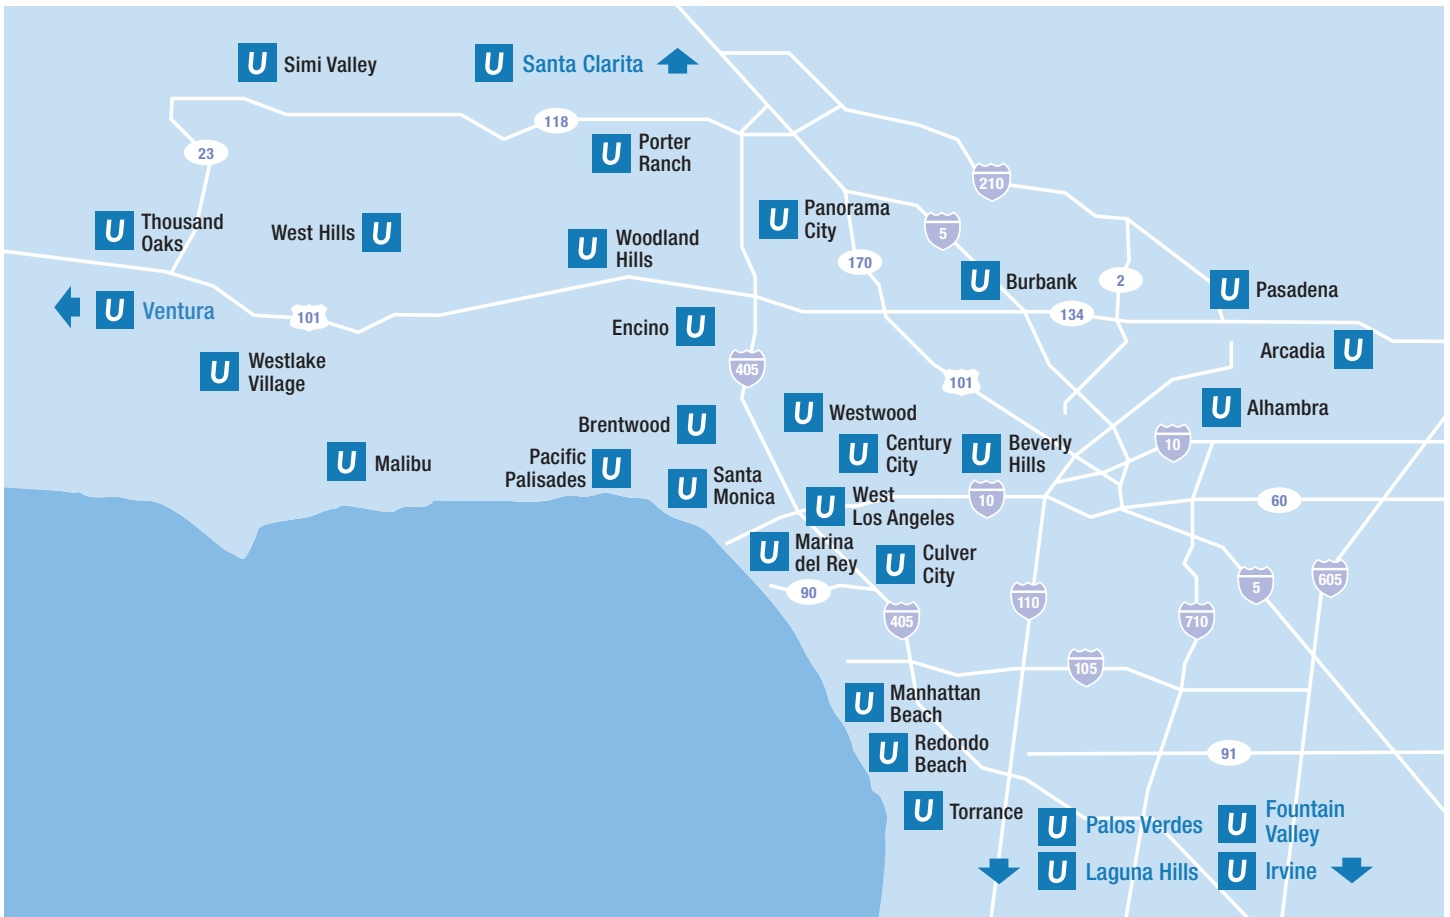 U Simi Valley
U Santa Clarita
118
23
U Porter
Ranch
210
U Thousand
Oaks
West Hills U
U Woodland
Hills
U Panorama
City
5
170
U Burbank
2
U Pasadena
U Ventura
101
134
Encino U
Arcadia U
U Westlake
Village
405
101
U Westwood
U Alhambra
Brentwood U
U Century
City
U Beverly
Hills
10
U Malibu
Pacific
Palisades U
U Santa
Monica
U West
Los Angeles
10
60
U Marina
del Rey
U Culver
City
90
405
110
710
5
605
105
U Manhattan
Beach
U Redondo
Beach
91
U Torrance
U Palos Verdes
U Fountain
Valley
U Laguna Hills
U Irvine